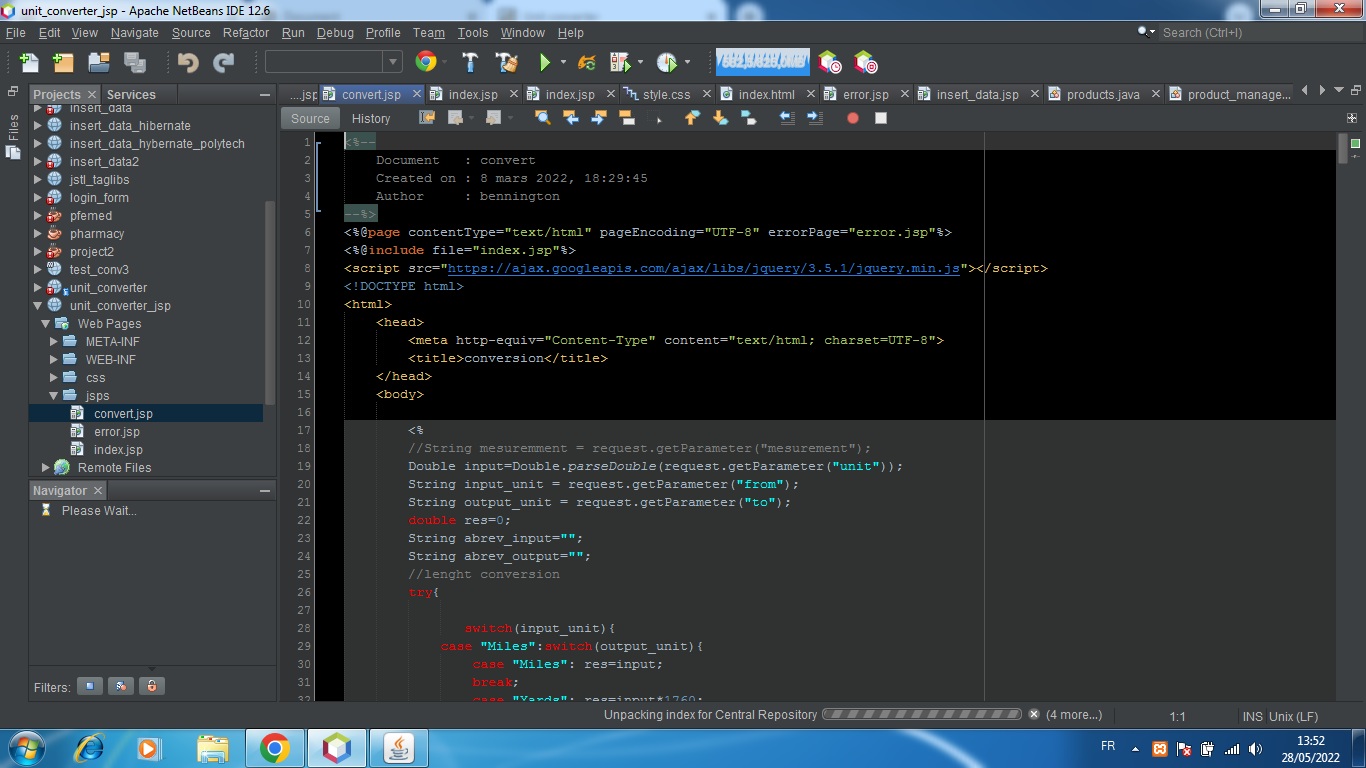 unit_converter_jsp - Apache NetBeans IDE 12.6
File Edit View Navigate Source Refactor Run Debug Profile Team Tools Window Help
Search (Ctrl+I)
Projects Services
....jsp convert.jsp index.jsp index.jsp style.css index.html error.jsp insert_data.jsp products.java product_manage...
Files
Source History
insert_data
insert_data_hibernate
insert_data_hybernate_polytech
insert_data2
jstl_taglibs
login_form
pfemed
pharmacy
project2
test_conv3
unit_converter
unit_converter_jsp
Web Pages
META-INF
WEB-INF
css
jsps
convert.jsp
error.jsp
index.jsp
Remote Files
Navigator
Please Wait...
Filters:
1 <%--
2 Document : convert
3 Created on : 8 mars 2022, 18:29:45
4 Author : bennington
5 --%>
6 <%@page contentType="text/html" pageEncoding="UTF-8" errorPage="error.jsp"%>
7 <%@include file="index.jsp"%>
8 <script src="https://ajax.googleapis.com/ajax/libs/jquery/3.5.1/jquery.min.js"></script>
9 <!DOCTYPE html>
10 <html>
11 <head>
12 <meta http-equiv="Content-Type" content="text/html; charset=UTF-8">
13 <title>conversion</title>
14 </head>
15 <body>
16
17 <%
18 //String mesuremment = request.getParameter("mesurement");
19 Double input=Double.parseDouble(request.getParameter("unit"));
20 String input_unit = request.getParameter("from");
21 String output_unit = request.getParameter("to");
22 double res=0;
23 String abrev_input="";
24 String abrev_output="";
25 //lenght conversion
26 try{
27
28 switch(input_unit){
29 case "Miles":switch(output_unit){
30 case "Miles": res=input;
31 break;
32 case "Yards": res=input*1760;
Unpacking index for Central Repository (4 more...) 1:1 INS Unix (LF)
FR
13:52
28/05/2022